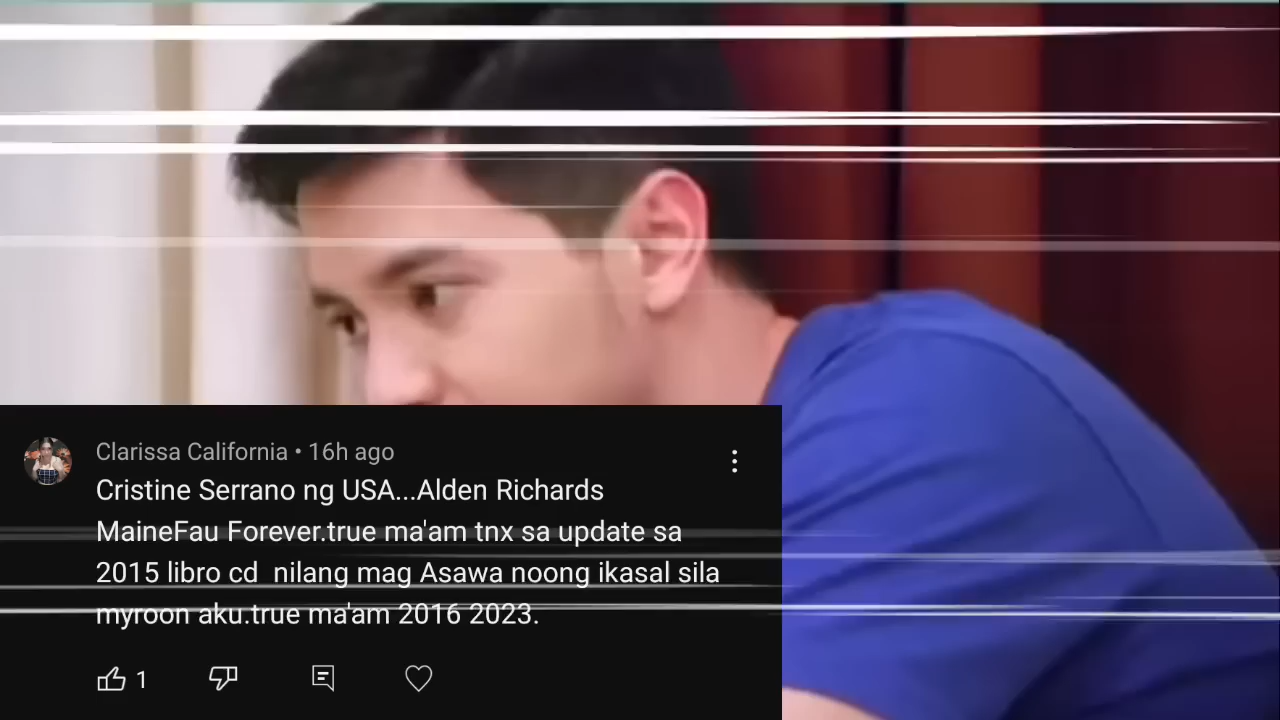 Clarissa California • 16h ago
Cristine Serrano ng USA...Alden Richards
MaineFau Forever.true ma'am tnx sa update sa
2015 libro cd  nilang mag Asawa noong ikasal sila
myroon aku.true ma'am 2016 2023.
1